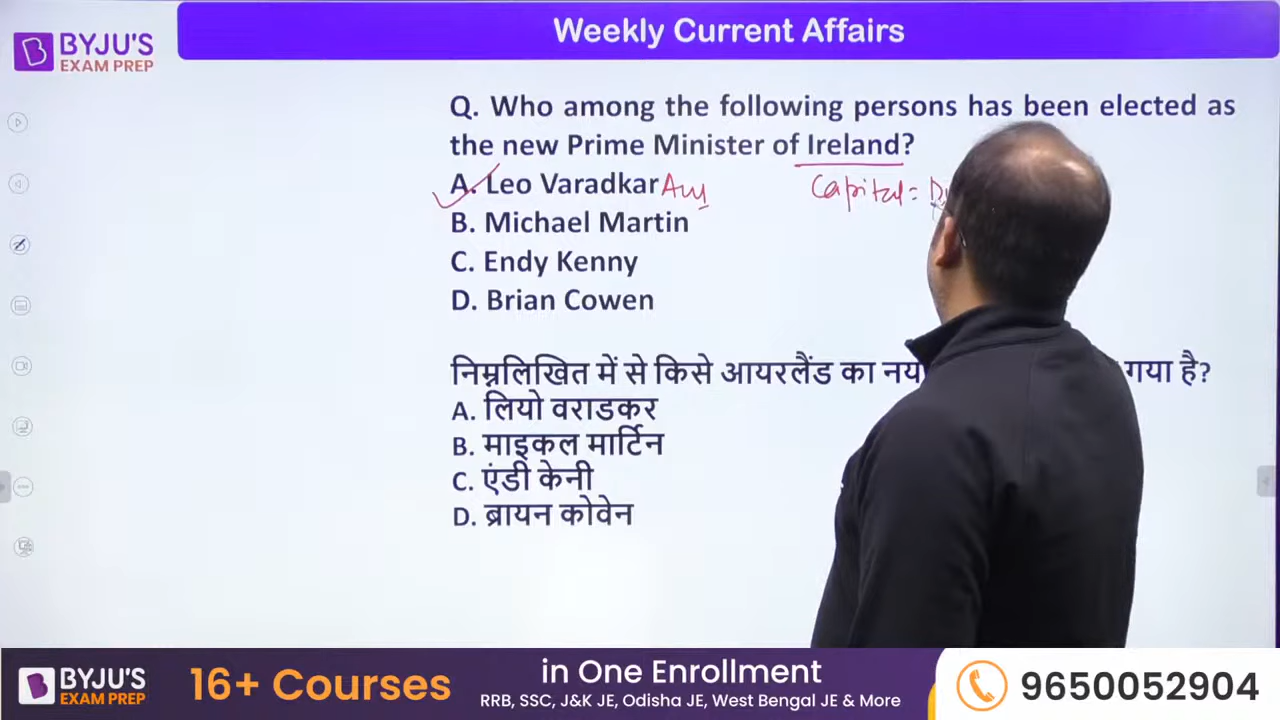 BYJU'S
EXAM PREP
Weekly Current Affairs
Q. Who among the following persons has been elected as
the new Prime Minister of Ireland?
A. Leo Varadkar Ans Capital =
B. Michael Martin
C. Endy Kenny
D. Brian Cowen
निम्नलिखित में से किसे आयरलैंड का गया है?
A. लियो वराडकर
B. माइकल मार्टिन
C. एंडी केनी
D. ब्रायन कोवेन
BYJU'S
EXAM PREP
16+ Courses
in One Enrollment
RRB, SSC, J&K JE, Odisha JE, West Bengal JE & More
9650052904